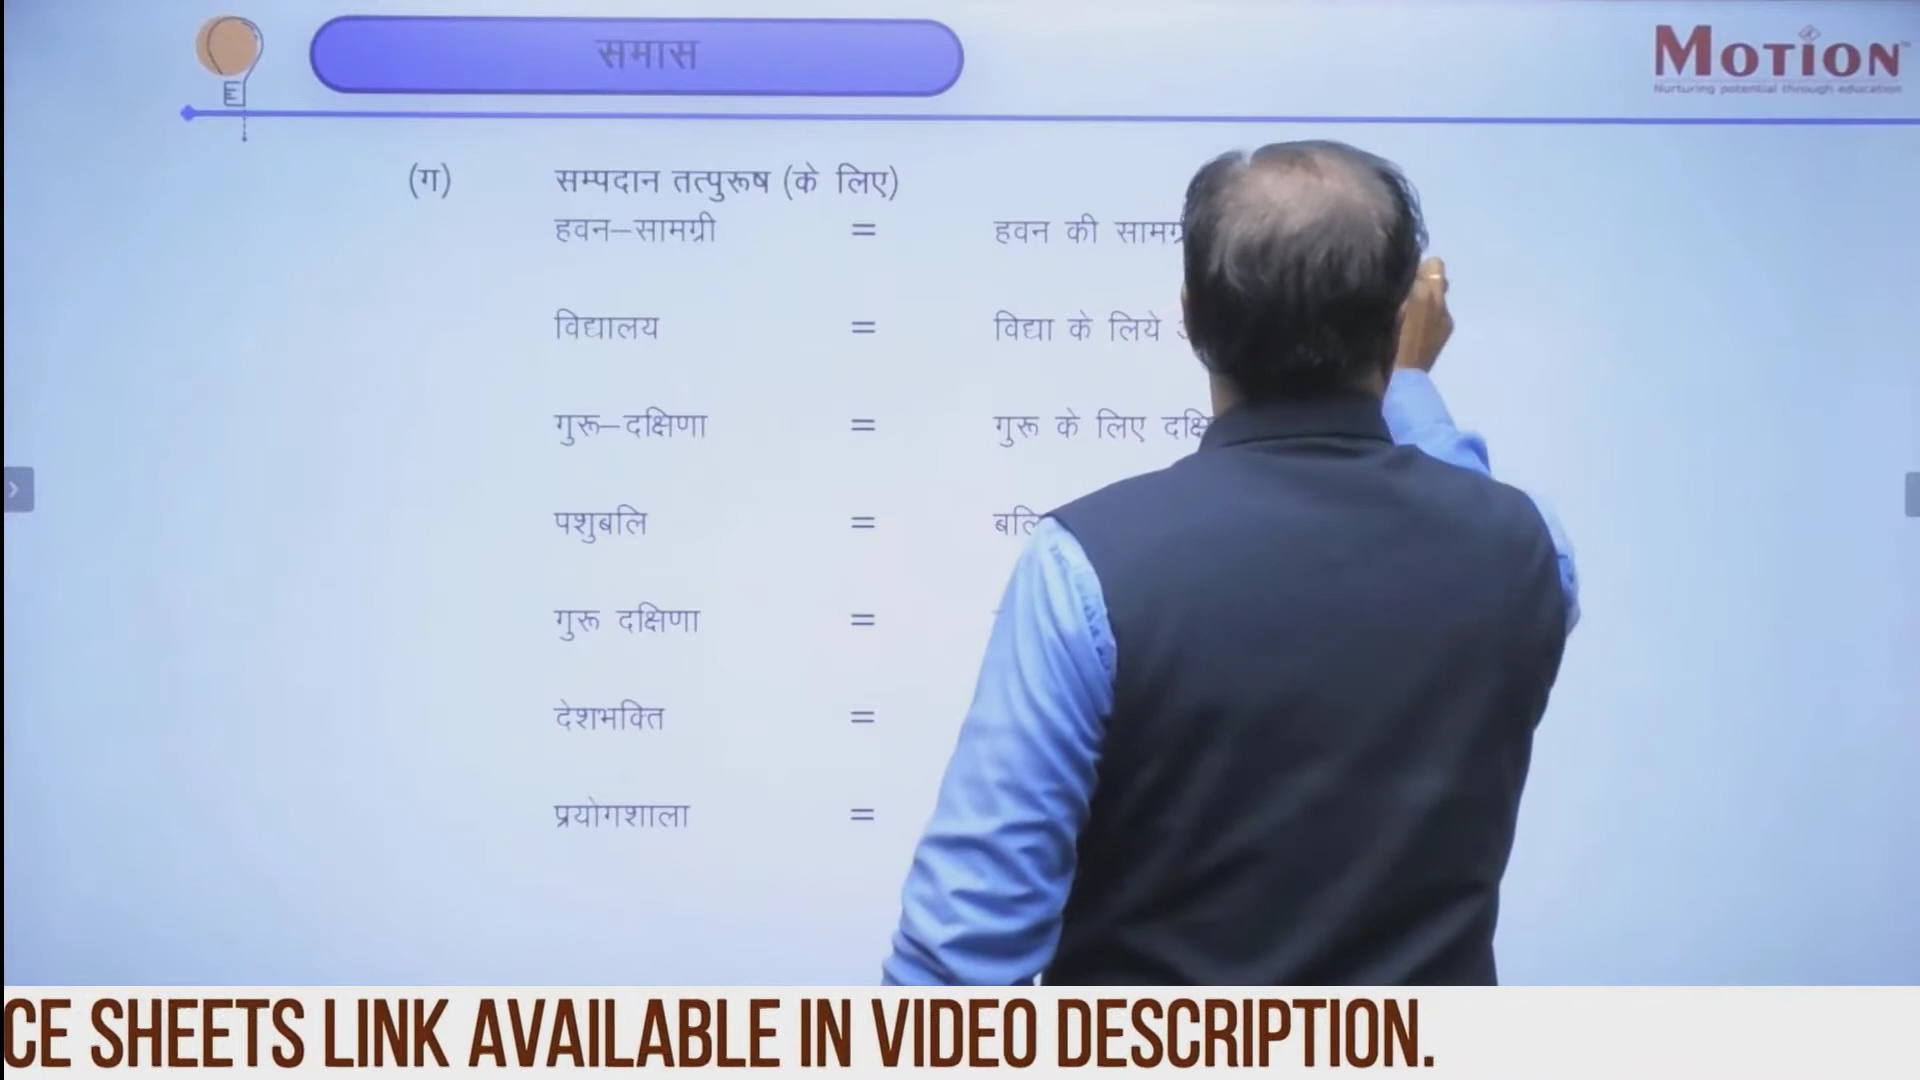 समास
MOTION
Nurturing potential through education
(ग) सम्पदान तत्पुरूष (के लिए)
हवन–सामग्री = हवन की
विद्यालय = विद्या के लिये
गुरू–दक्षिणा = गुरू के लिए
पशुबलि =
गुरू दक्षिणा =
देशभक्ति =
प्रयोगशाला =
CE SHEETS LINK AVAILABLE IN VIDEO DESCRIPTION.